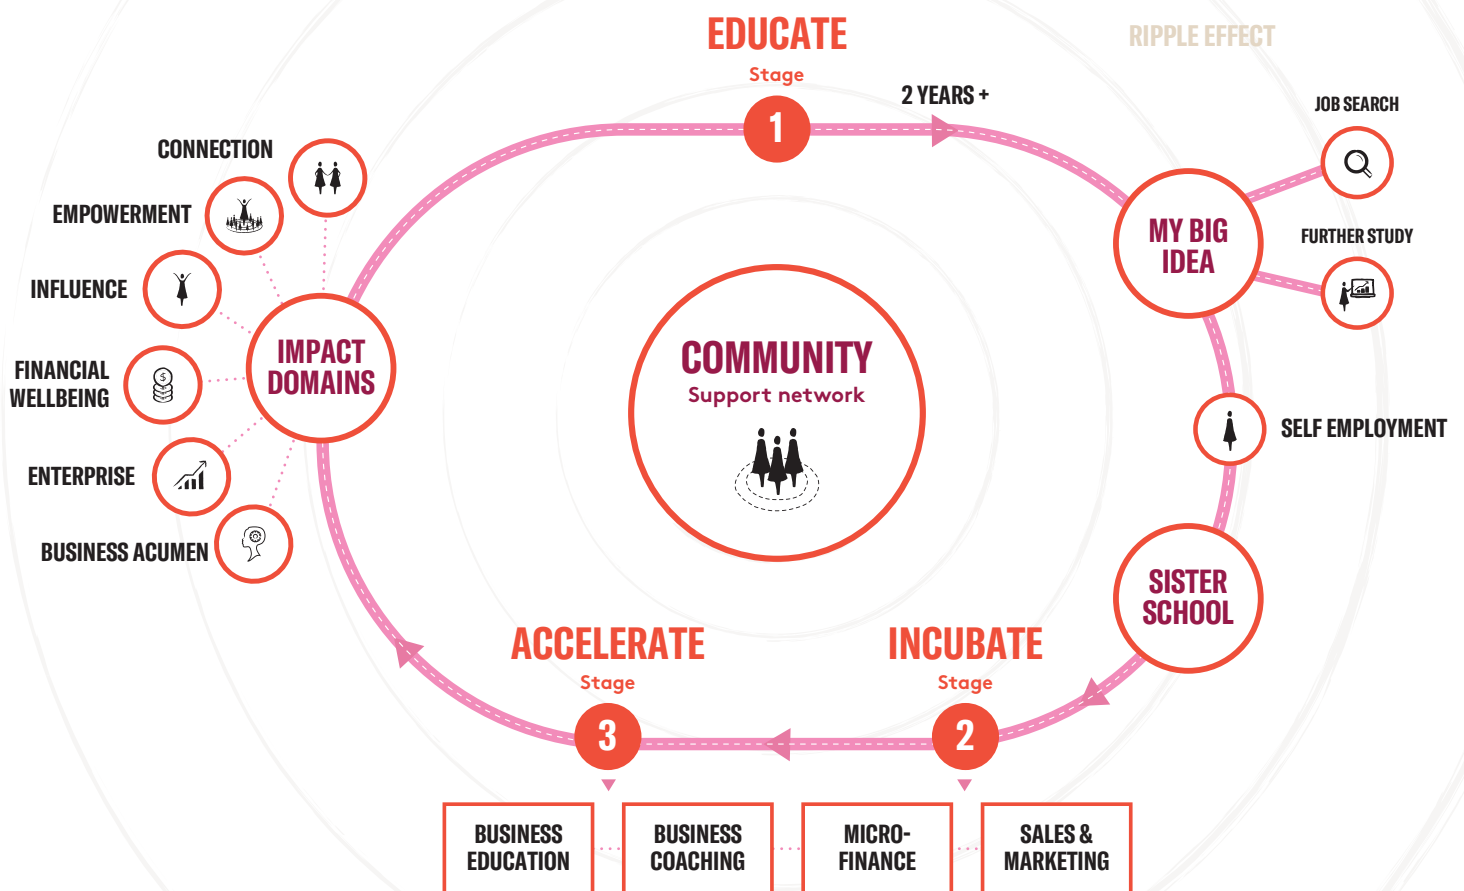 EDUCATE
Stage
1
2 YEARS +
RIPPLE EFFECT
JOB SEARCH
FURTHER STUDY
MY BIG
IDEA
SELF EMPLOYMENT
SISTER
SCHOOL
INCUBATE
Stage
2
ACCELERATE
Stage
3
BUSINESS
EDUCATION
BUSINESS
COACHING
MICRO-
FINANCE
SALES &
MARKETING
IMPACT
DOMAINS
CONNECTION
EMPOWERMENT
INFLUENCE
FINANCIAL
WELLBEING
$
ENTERPRISE
BUSINESS ACUMEN
COMMUNITY
Support network